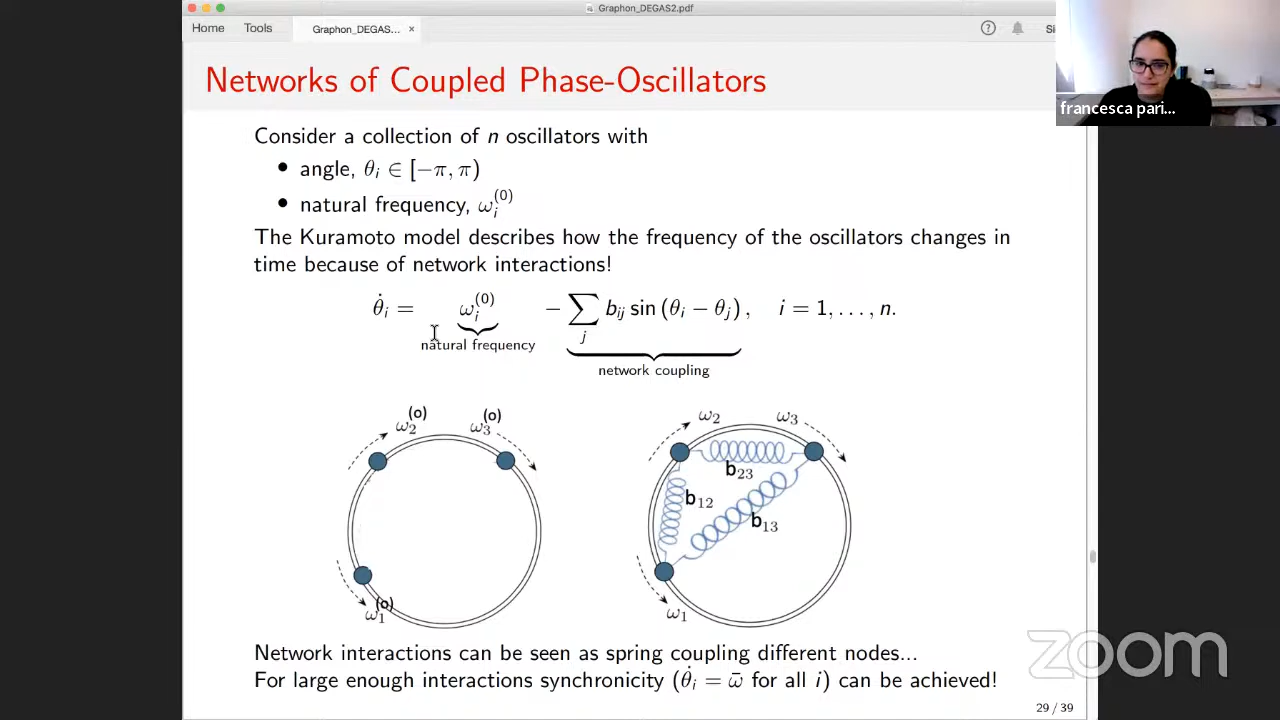 Graphon_DEGAS2.pdf
Home Tools Graphon_DEGAS... ×
francesca pari...
Networks of Coupled Phase-Oscillators
Consider a collection of n oscillators with
• angle, θᵢ ∈ [−π, π)
• natural frequency, ωᵢ⁽⁰⁾
The Kuramoto model describes how the frequency of the oscillators changes in
time because of network interactions!
θ̇ᵢ = ωᵢ⁽⁰⁾ − ∑ⱼ bᵢⱼ sin (θᵢ − θⱼ), i = 1, . . . , n.
natural frequency
network coupling
ω₂⁽⁰⁾ ω₃⁽⁰⁾
ω₁⁽⁰⁾
ω₂ ω₃
b₂₃
b₁₂
b₁₃
ω₁
Network interactions can be seen as spring coupling different nodes...
For large enough interactions synchronicity (θ̇ᵢ = ω̄ for all i) can be achieved!
29 / 39
zoom